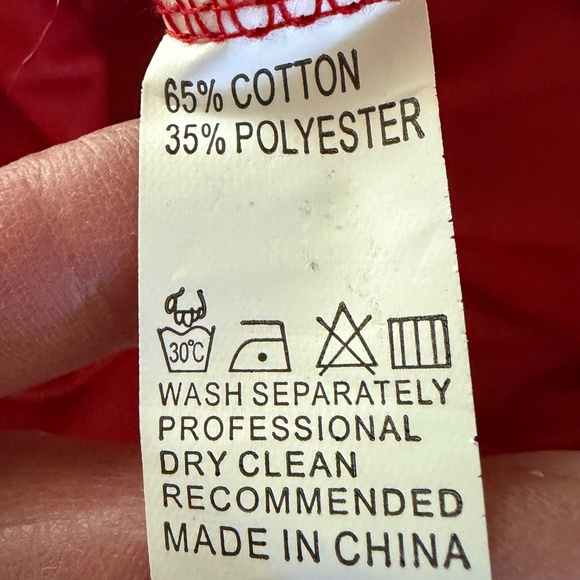 65% COTTON
35% POLYESTER
30°C
WASH SEPARATELY
PROFESSIONAL
DRY CLEAN
RECOMMENDED
MADE IN CHINA